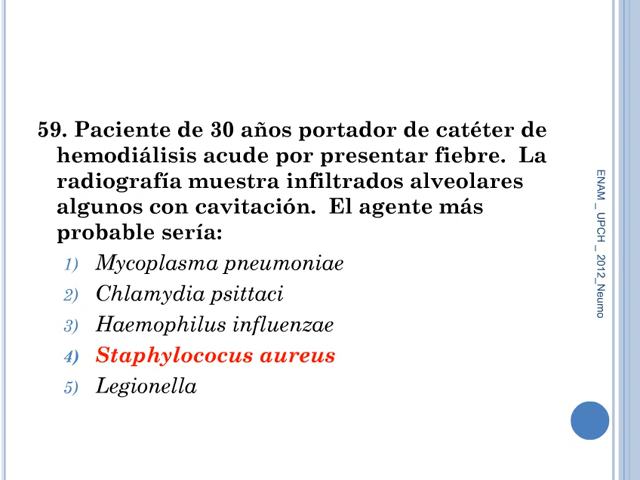 59. Paciente de 30 años portador de catéter de
hemodiálisis acude por presentar fiebre. La
radiografía muestra infiltrados alveolares
algunos con cavitación. El agente más
probable sería:
1) Mycoplasma pneumoniae
2) Chlamydia psittaci
3) Haemophilus influenzae
4) Staphylococus aureus
5) Legionella
ENAM _ UPCH _ 2012_Neumo